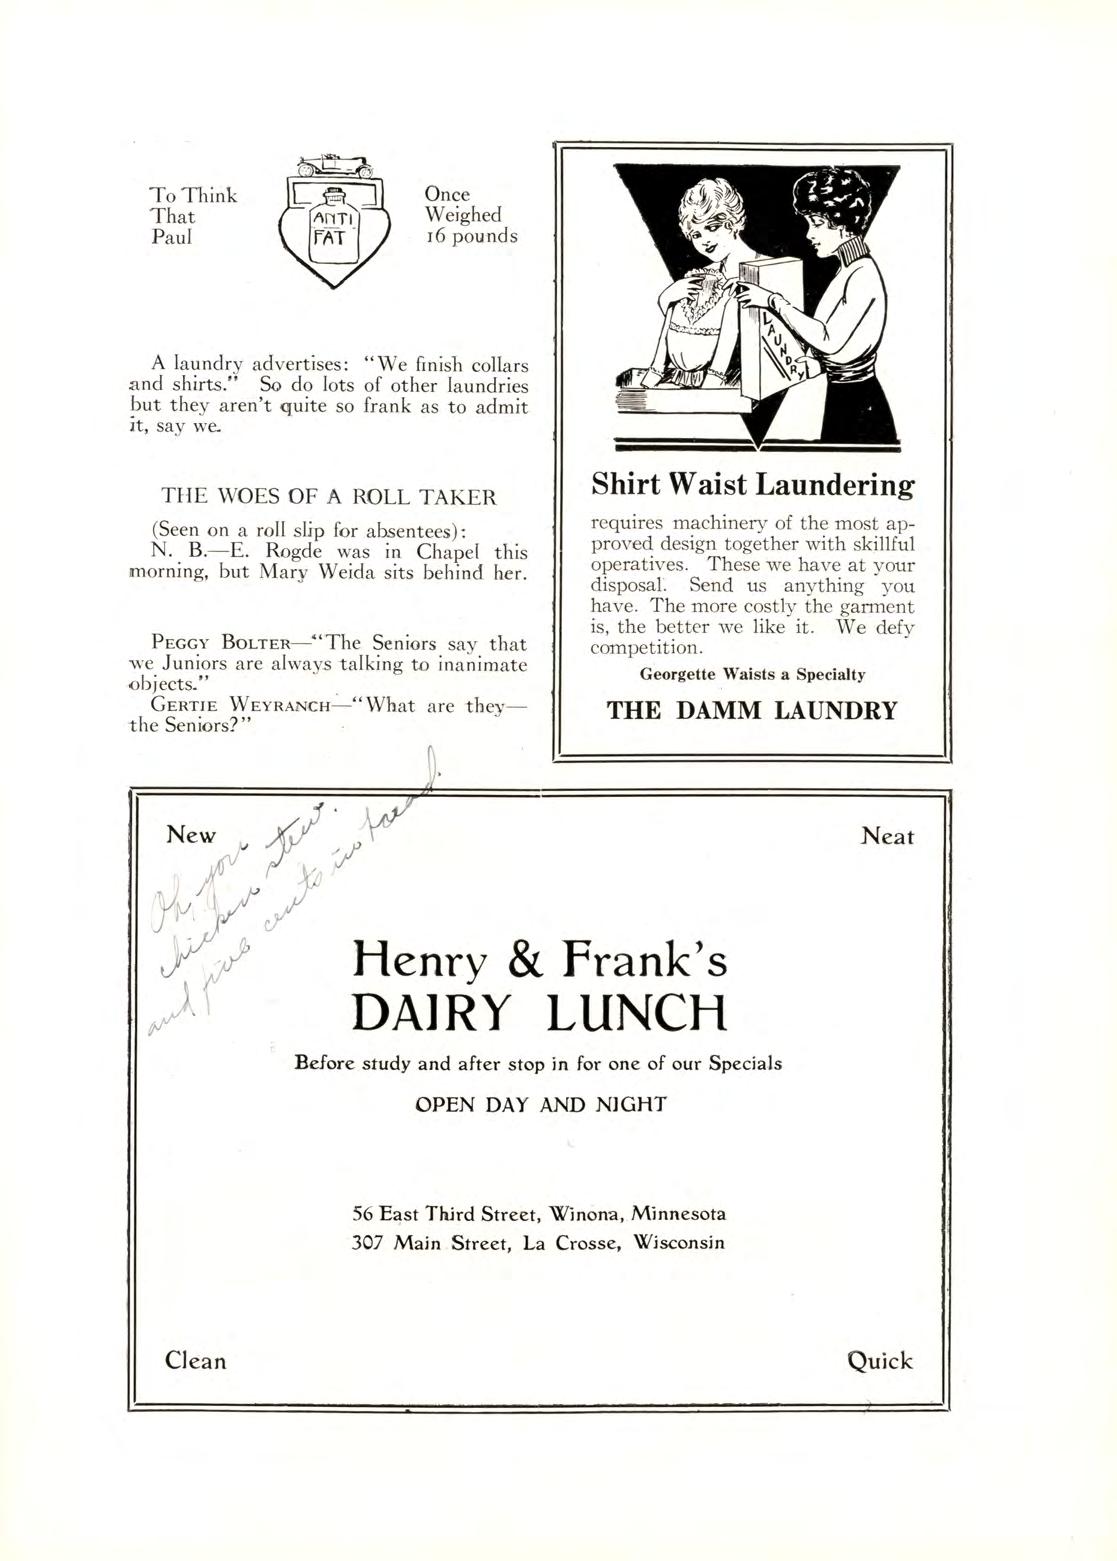 To Think
That
Paul
ANTI
FAT
Once
Weighed
16 pounds
A laundry advertises: "We finish collars
and shirts." So do lots of other laundries
but they aren't quite so frank as to admit
it, say we.
THE WOES OF A ROLL TAKER
(Seen on a roll slip for absentees):
N. B.—E. Rogde was in Chapel this
morning, but Mary Weida sits behind her.
PEGGY BOLTER—"The Seniors say that
we Juniors are always talking to inanimate
objects."
GERTIE WEYRANCH—"What are they—
the Seniors?"
LAUNDRY
Shirt Waist Laundering
requires machinery of the most ap-
proved design together with skillful
operatives. These we have at your
disposal. Send us anything you
have. The more costly the garment
is, the better we like it. We defy
competition.
Georgette Waists a Specialty
THE DAMM LAUNDRY
New
Neat
Oh, you
chicken stew.
and five cents in bread.
Henry & Frank's
DAIRY LUNCH
Before study and after stop in for one of our Specials
OPEN DAY AND NIGHT
56 East Third Street, Winona, Minnesota
307 Main Street, La Crosse, Wisconsin
Clean
Quick